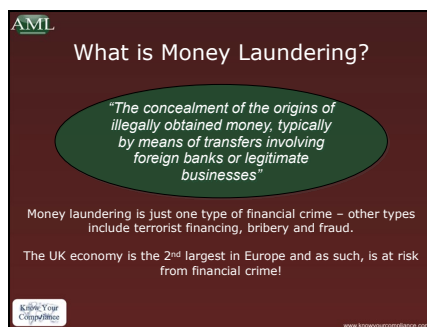 AML
What is Money Laundering?
“The concealment of the origins of
illegally obtained money, typically
by means of transfers involving
foreign banks or legitimate
businesses”
Money laundering is just one type of financial crime – other types
include terrorist financing, bribery and fraud.
The UK economy is the 2nd largest in Europe and as such, is at risk
from financial crime!
Know Your
Compliance
www.knowyourcompliance.com